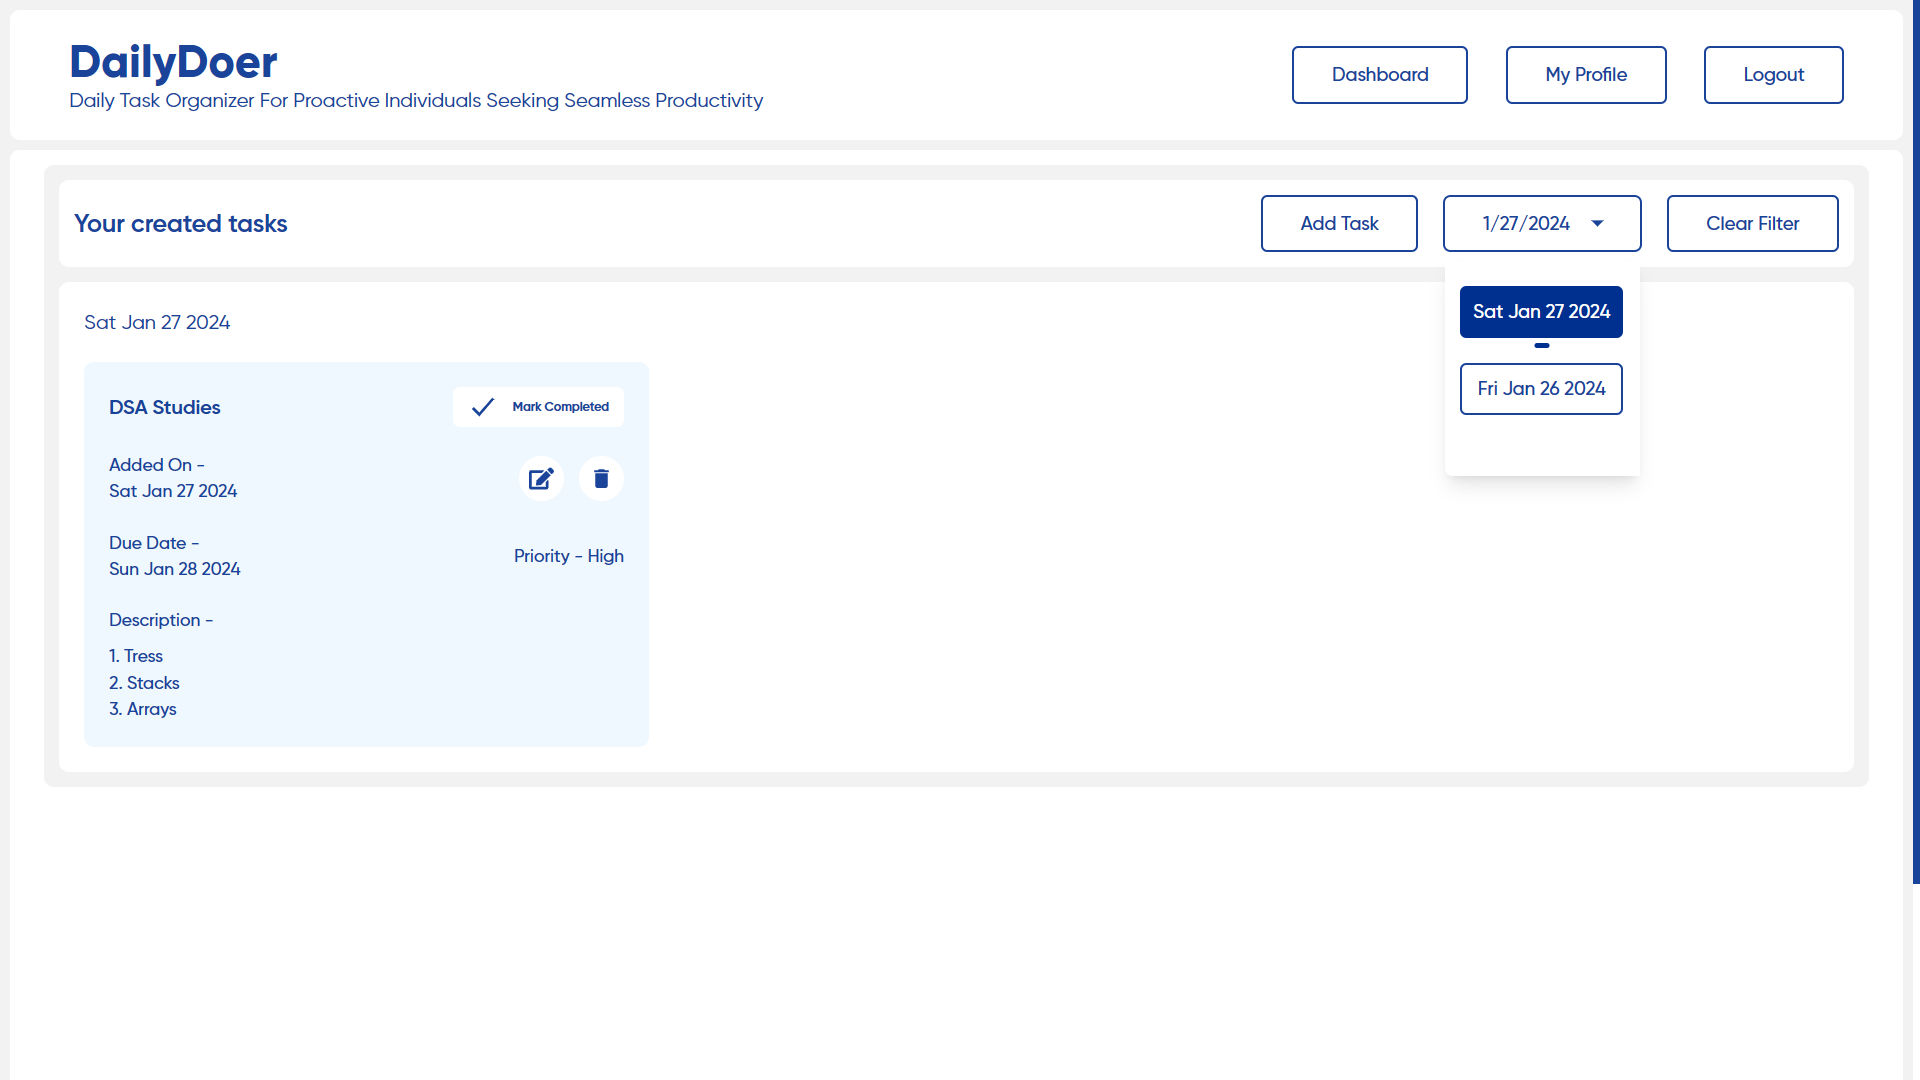 DailyDoer
Daily Task Organizer For Proactive Individuals Seeking Seamless Productivity
Dashboard
My Profile
Logout
Your created tasks
Add Task
1/27/2024
Clear Filter
Sat Jan 27 2024
Fri Jan 26 2024
Sat Jan 27 2024
DSA Studies
Mark Completed
Added On -
Sat Jan 27 2024
Due Date -
Sun Jan 28 2024
Priority - High
Description -
1. Tress
2. Stacks
3. Arrays